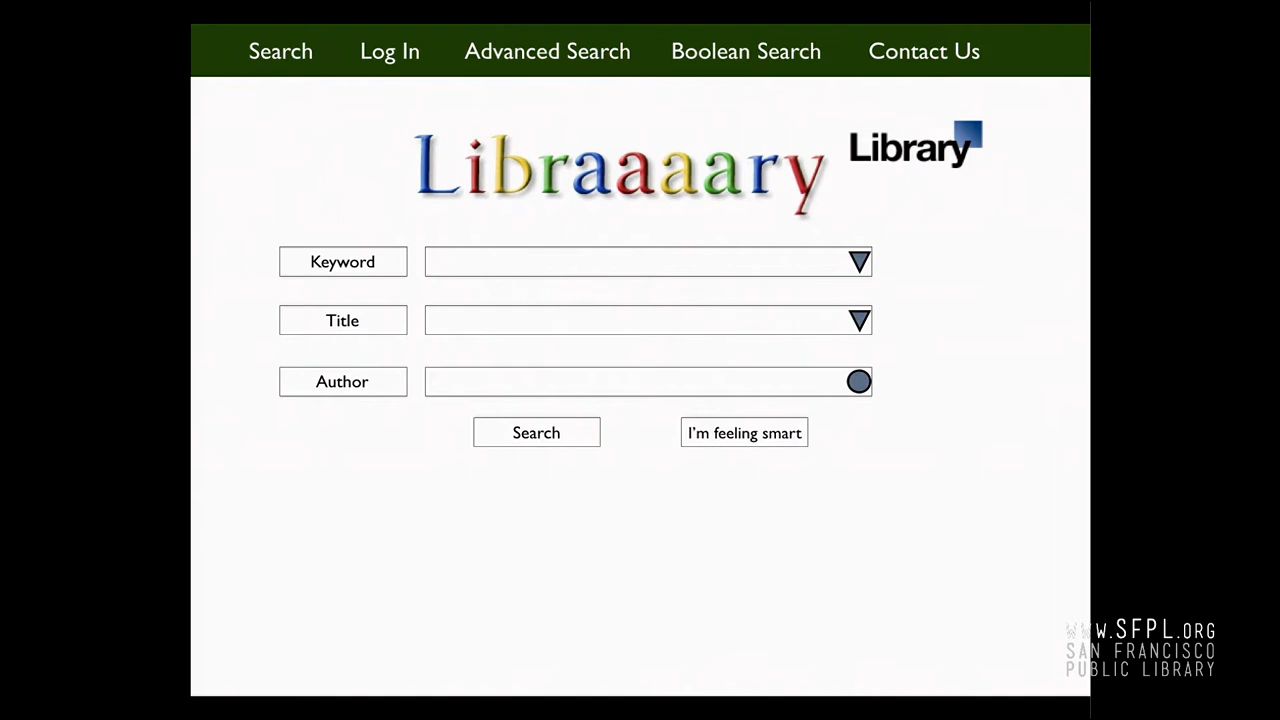 Search Log In Advanced Search Boolean Search Contact Us
Libraaaary Library
Keyword
Title
Author
Search I'm feeling smart
www.SFPL.ORG
SAN FRANCISCO
PUBLIC LIBRARY